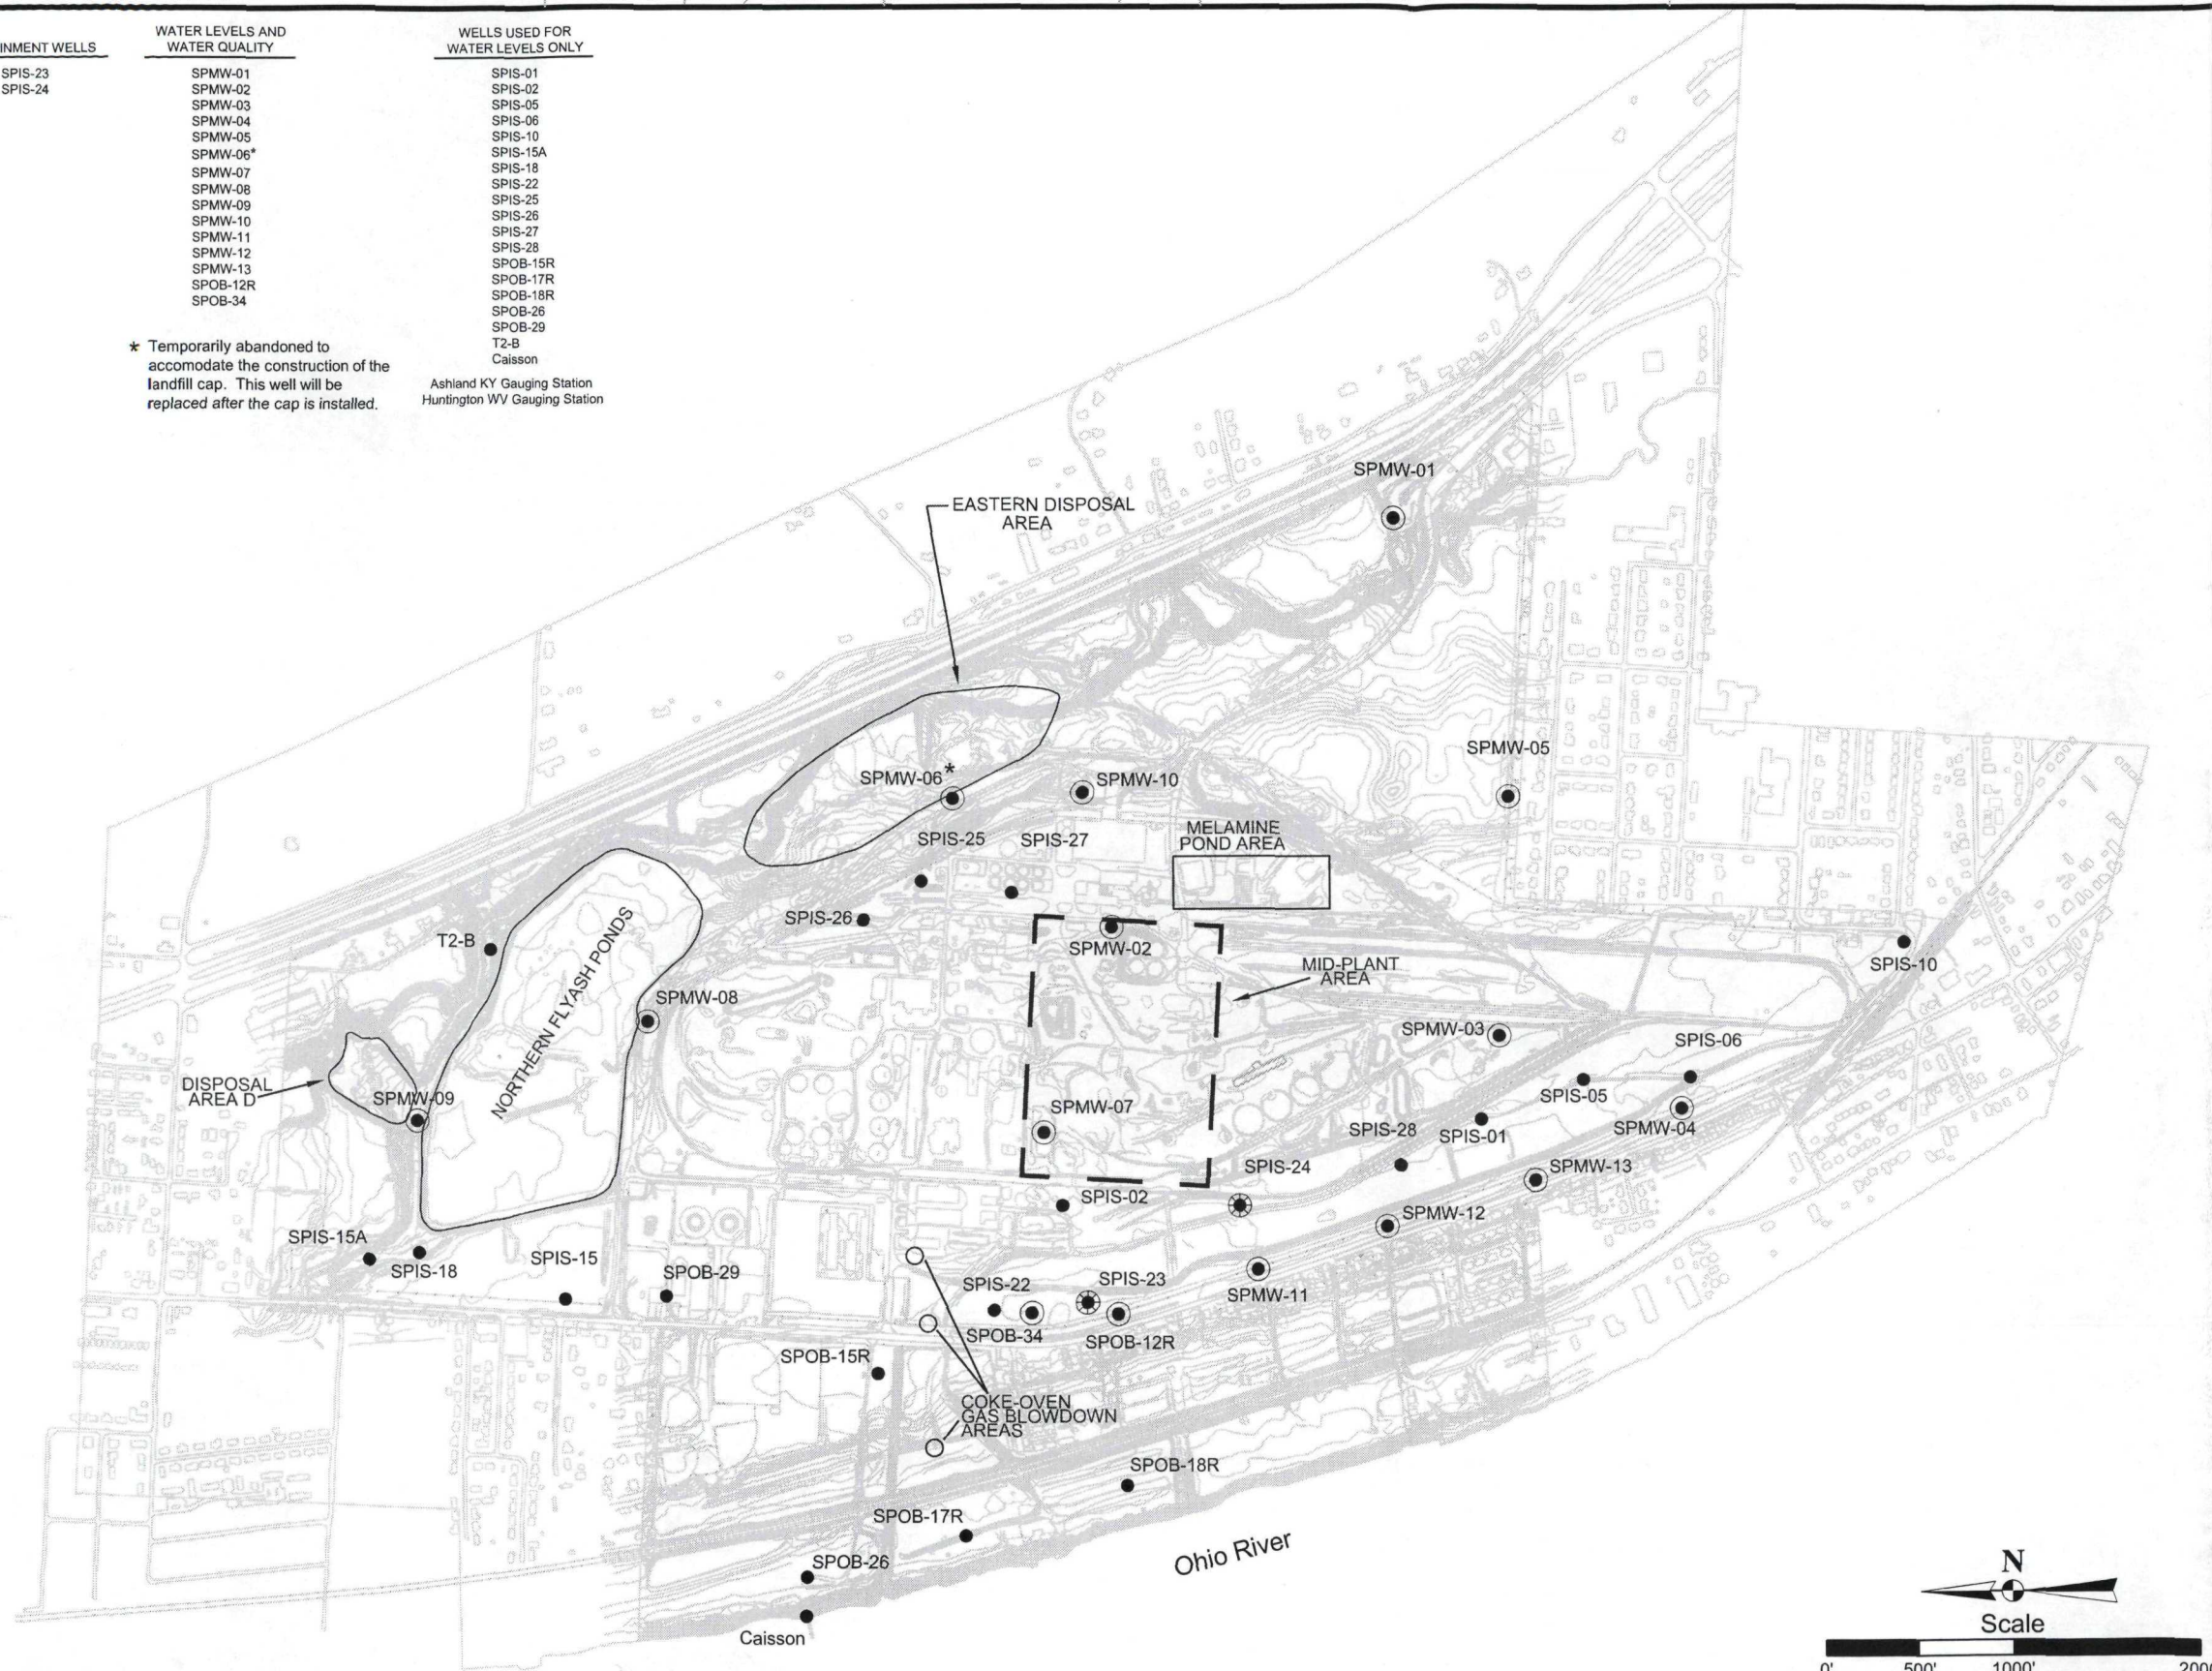 INMENT WELLS
SPIS-23
SPIS-24
WATER LEVELS AND
WATER QUALITY
SPMW-01
SPMW-02
SPMW-03
SPMW-04
SPMW-05
SPMW-06*
SPMW-07
SPMW-08
SPMW-09
SPMW-10
SPMW-11
SPMW-12
SPMW-13
SPOB-12R
SPOB-34
* Temporarily abandoned to
accomodate the construction of the
landfill cap. This well will be
replaced after the cap is installed.
WELLS USED FOR
WATER LEVELS ONLY
SPIS-01
SPIS-02
SPIS-05
SPIS-06
SPIS-10
SPIS-15A
SPIS-18
SPIS-22
SPIS-25
SPIS-26
SPIS-27
SPIS-28
SPOB-15R
SPOB-17R
SPOB-18R
SPOB-26
SPOB-29
T2-B
Caisson
Ashland KY Gauging Station
Huntington WV Gauging Station
SPMW-01
EASTERN DISPOSAL
AREA
SPMW-05
SPMW-06*
SPMW-10
SPIS-25
SPIS-27
MELAMINE
POND AREA
SPIS-26
T2-B
NORTHERN FLYASH PONDS
SPMW-02
MID-PLANT
AREA
SPIS-10
SPMW-08
SPMW-03
SPIS-06
DISPOSAL
AREA D
SPMW-09
SPMW-07
SPIS-05
SPIS-28
SPIS-01
SPMW-04
SPIS-24
SPMW-13
SPIS-02
SPMW-12
SPIS-15A
SPIS-18
SPIS-15
SPOB-29
SPIS-22
SPIS-23
SPMW-11
SPOB-34
SPOB-12R
SPOB-15R
COKE-OVEN
GAS BLOWDOWN
AREAS
SPOB-18R
SPOB-17R
SPOB-26
Ohio River
Caisson
N
Scale
0'
500'
1000'
200